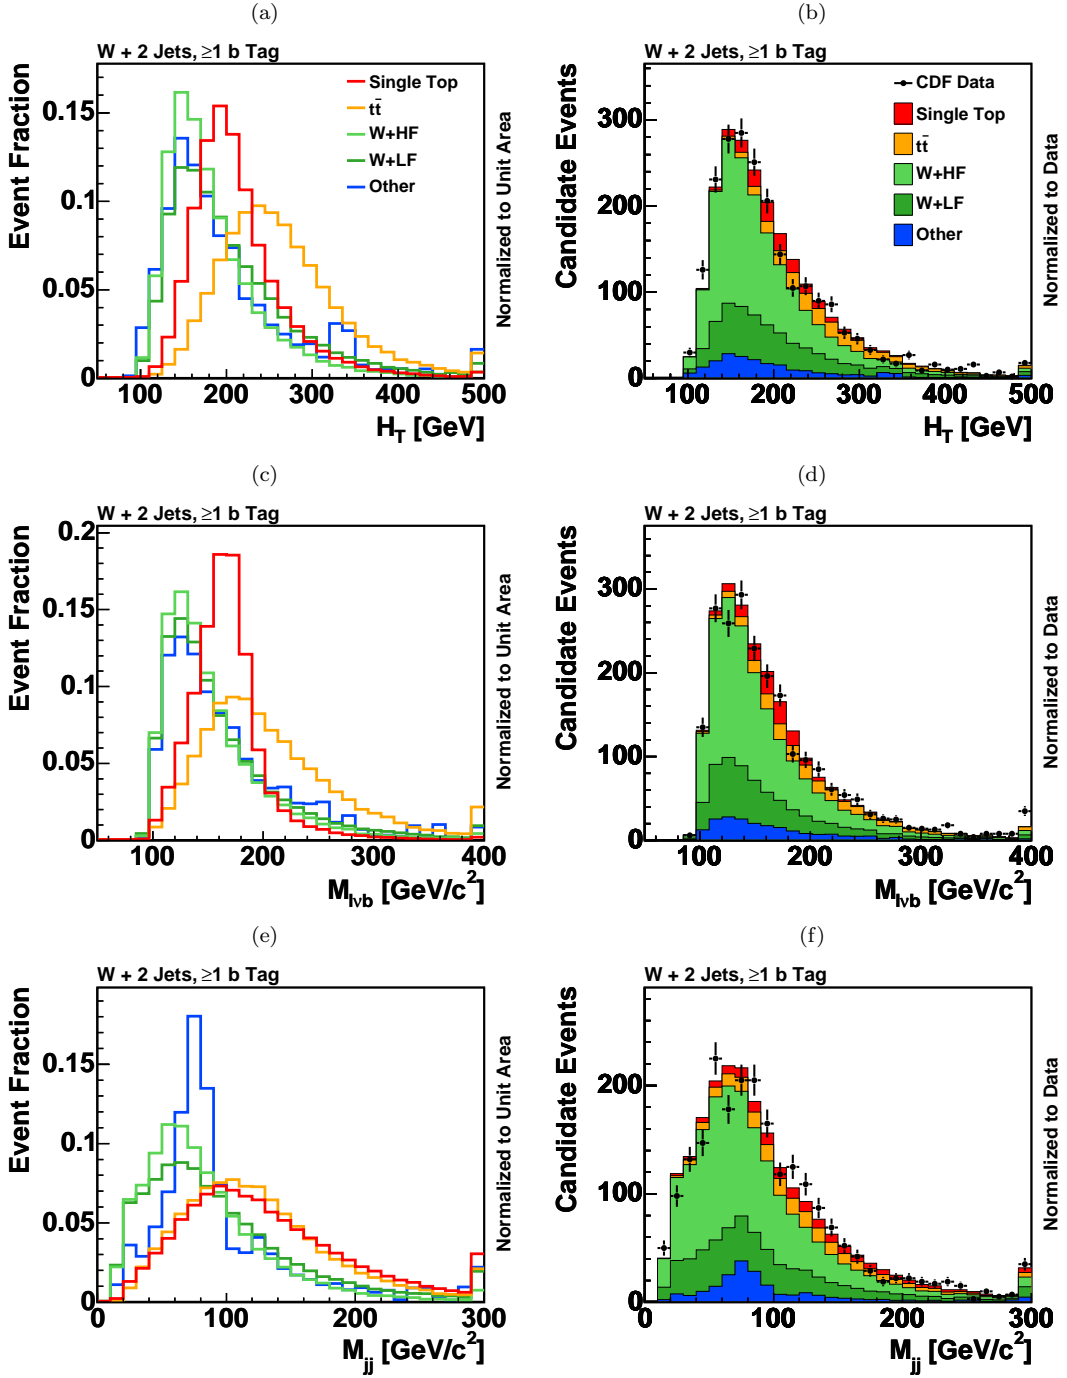 (a)
W + 2 Jets, ≥1 b Tag
Event Fraction
0.15
0.1
0.05
0
Single Top
tt̄
W+HF
W+LF
Other
Normalized to Unit Area
100 200 300 400 500
H_T [GeV]
(b)
W + 2 Jets, ≥1 b Tag
Candidate Events
300
200
100
0
CDF Data
Single Top
tt̄
W+HF
W+LF
Other
Normalized to Data
0 100 200 300 400 500
H_T [GeV]
(c)
W + 2 Jets, ≥1 b Tag
Event Fraction
0.2
0.15
0.1
0.05
0
Normalized to Unit Area
100 200 300 400
M_lνb [GeV/c²]
(d)
W + 2 Jets, ≥1 b Tag
Candidate Events
300
200
100
0
Normalized to Data
100 200 300 400
M_lνb [GeV/c²]
(e)
W + 2 Jets, ≥1 b Tag
Event Fraction
0.15
0.1
0.05
0
Normalized to Unit Area
0 100 200 300
M_jj [GeV/c²]
(f)
W + 2 Jets, ≥1 b Tag
Candidate Events
200
100
0
Normalized to Data
0 100 200 300
M_jj [GeV/c²]